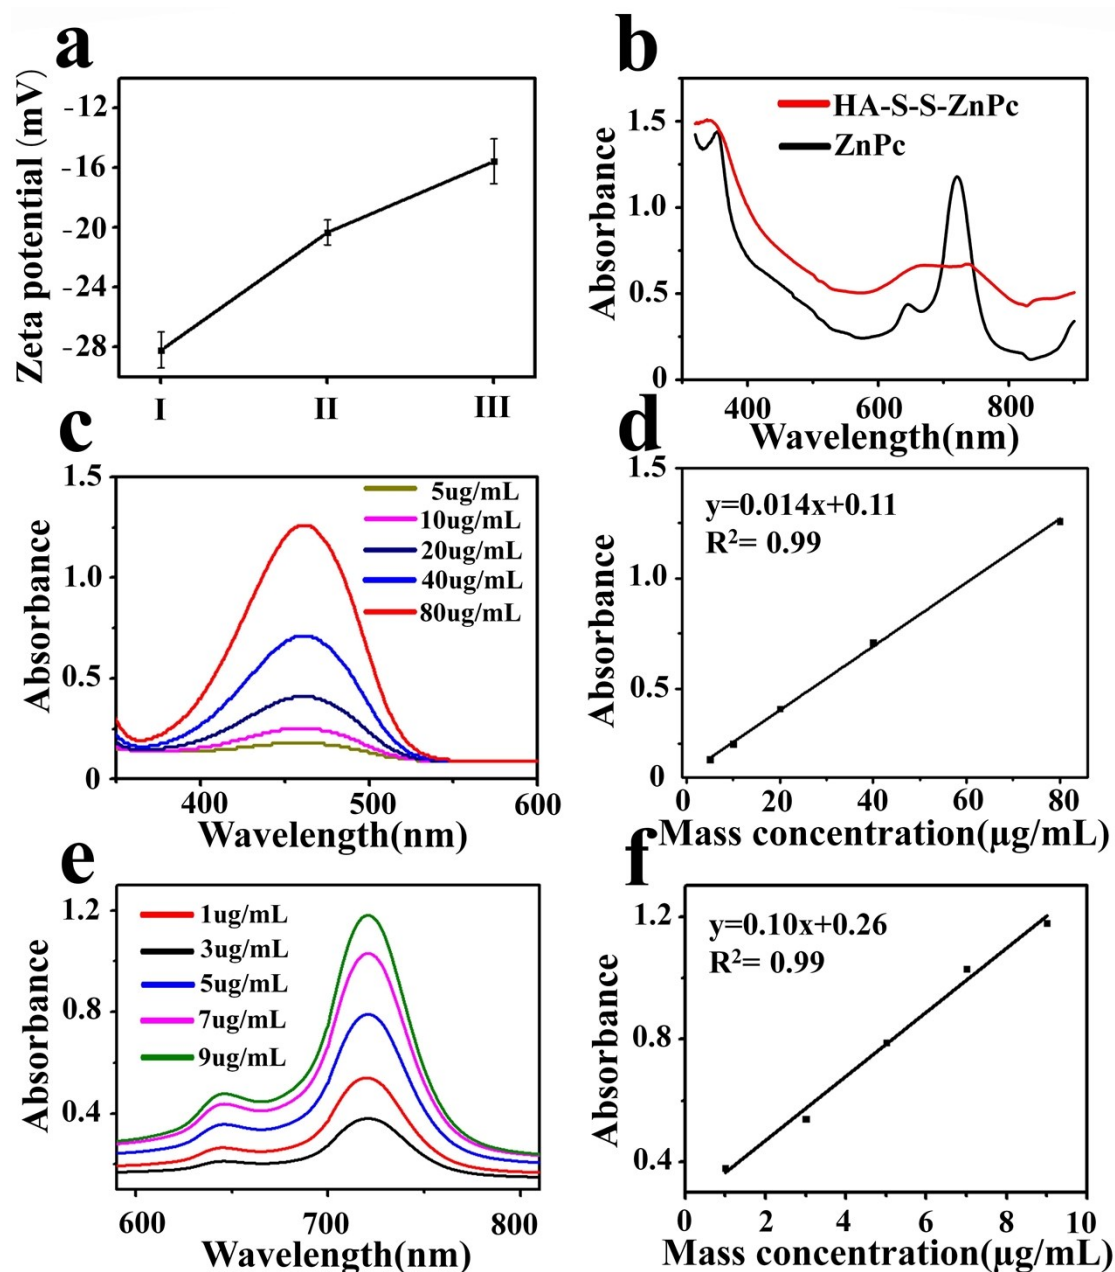 a
Zeta potential (mV)
-12
-16
-20
-24
-28
I II III
b
Absorbance
1.5
1.0
0.5
0
HA-S-S-ZnPc
ZnPc
400 600 800
Wavelength(nm)
c
Absorbance
1.5
1.0
0.5
0
5ug/mL
10ug/mL
20ug/mL
40ug/mL
80ug/mL
400 500 600
Wavelength(nm)
d
Absorbance
1.5
1.0
0.5
0
y=0.014x+0.11
R²= 0.99
0 20 40 60 80
Mass concentration(μg/mL)
e
Absorbance
1.2
0.8
0.4
1ug/mL
3ug/mL
5ug/mL
7ug/mL
9ug/mL
600 700 800
Wavelength(nm)
f
Absorbance
1.2
0.8
0.4
y=0.10x+0.26
R²= 0.99
0 2 4 6 8 10
Mass concentration(μg/mL)